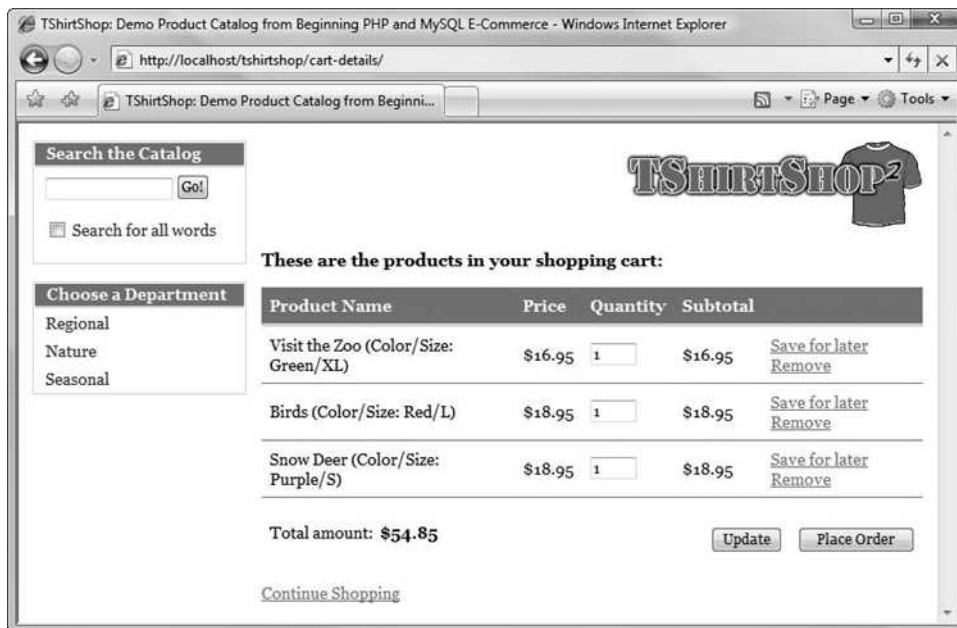 TShirtShop: Demo Product Catalog from Beginning PHP and MySQL E-Commerce - Windows Internet Explorer
http://localhost/tshirtshop/cart-details/
TShirtShop: Demo Product Catalog from Beginni...
Page
Tools
Search the Catalog
Go!
Search for all words
Choose a Department
Regional
Nature
Seasonal
TShirtShop²
These are the products in your shopping cart:
Product Name Price Quantity Subtotal
Visit the Zoo (Color/Size:
Green/XL) $16.95 1 $16.95 Save for later
Remove
Birds (Color/Size: Red/L) $18.95 1 $18.95 Save for later
Remove
Snow Deer (Color/Size:
Purple/S) $18.95 1 $18.95 Save for later
Remove
Total amount: $54.85
Update Place Order
Continue Shopping